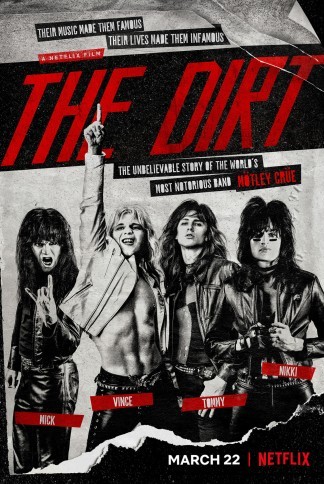 THEIR MUSIC MADE THEM FAMOUS
THEIR LIVES MADE THEM INFAMOUS
A NETFLIX FILM
THE DIRT
THE UNBELIEVABLE STORY OF THE WORLD'S
MOST NOTORIOUS BAND MÖTLEY CRÜE
MICK
VINCE
TOMMY
NIKKI
MARCH 22 | NETFLIX